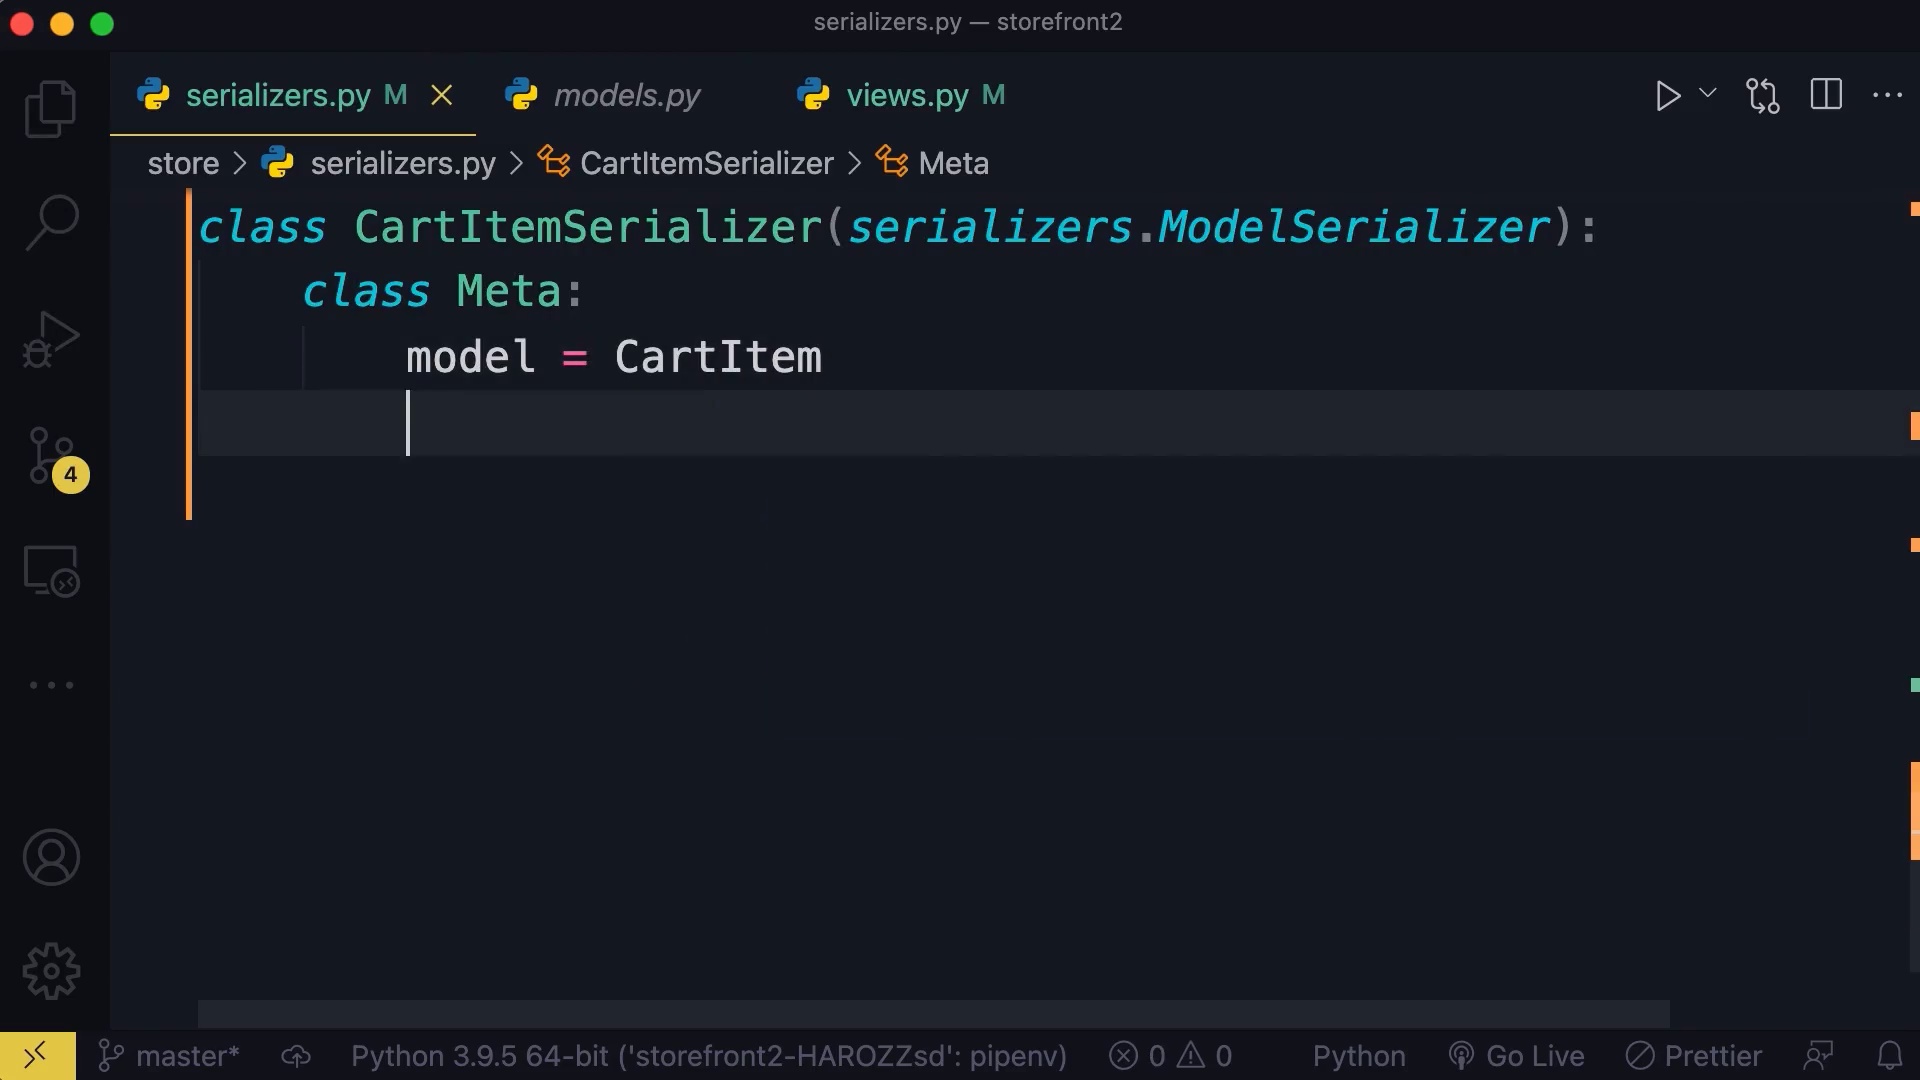 serializers.py — storefront2
serializers.py M models.py views.py M
store > serializers.py > CartItemSerializer > Meta
class CartItemSerializer(serializers.ModelSerializer):
class Meta:
model = CartItem
4
master* Python 3.9.5 64-bit ('storefront2-HAROZZsd': pipenv) 0 0 Python Go Live Prettier